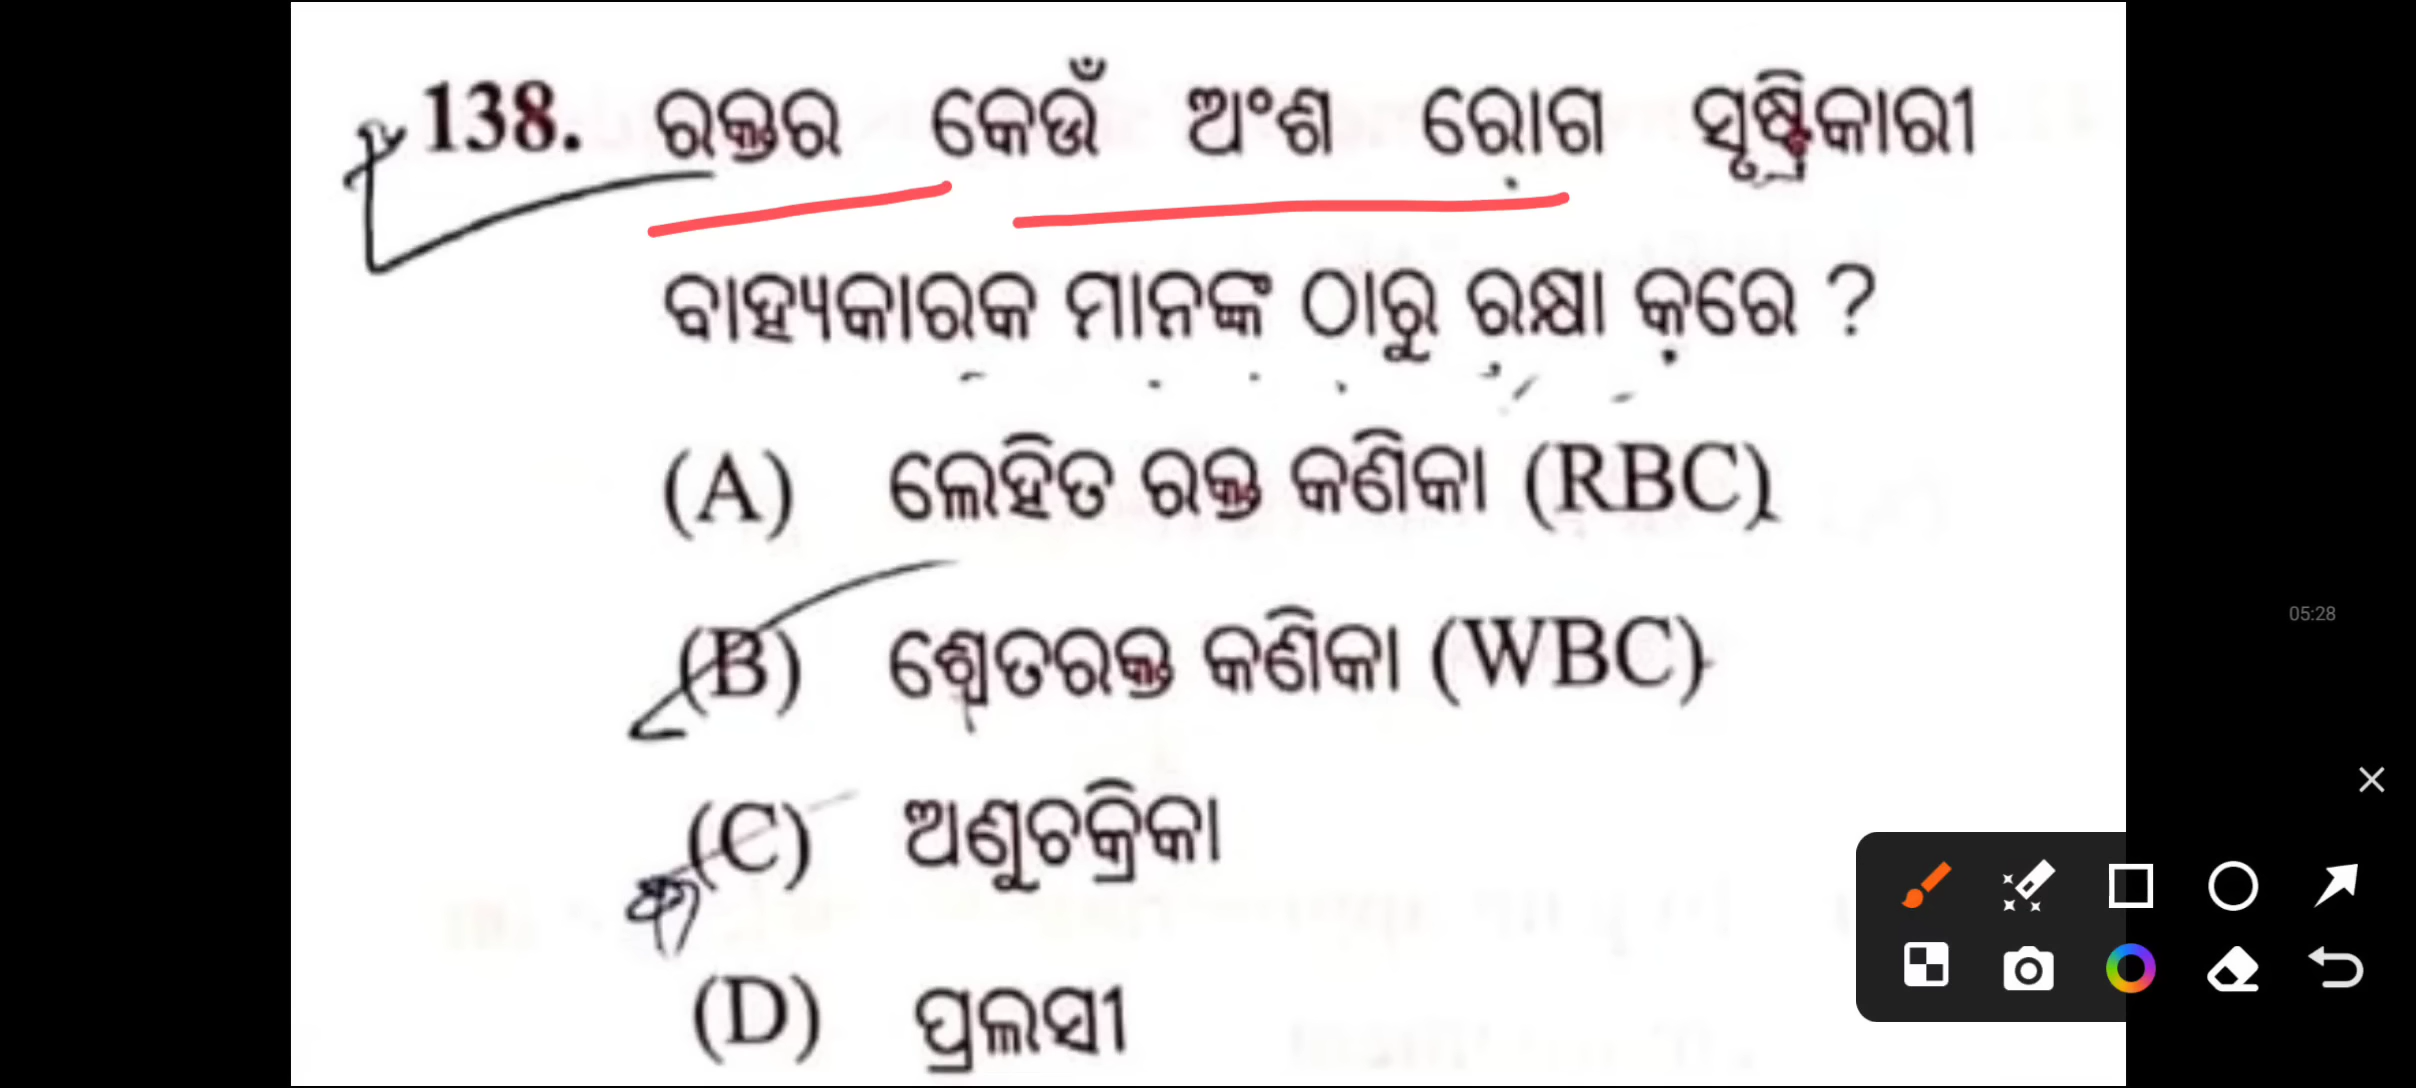 138. ରକ୍ତର କେଉଁ ଅଂଶ ରୋଗ ସୃଷ୍ଟିକାରୀ
ବାହ୍ୟକାରକ ମାନଙ୍କ ଠାରୁ ରକ୍ଷା କରେ ?
(A) ଲେହିତ ରକ୍ତ କଣିକା (RBC)
(B) ଶ୍ଵେତରକ୍ତ କଣିକା (WBC)
(C) ଅଣୁଚକ୍ରିକା
(D) ପ୍ରଲସୀ
05:28